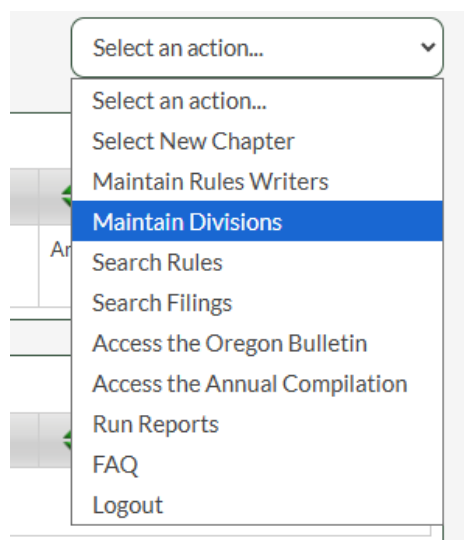 Select an action...
Select an action...
Select New Chapter
Maintain Rules Writers
Maintain Divisions
Ar
Search Rules
Search Filings
Access the Oregon Bulletin
Access the Annual Compilation
Run Reports
FAQ
Logout